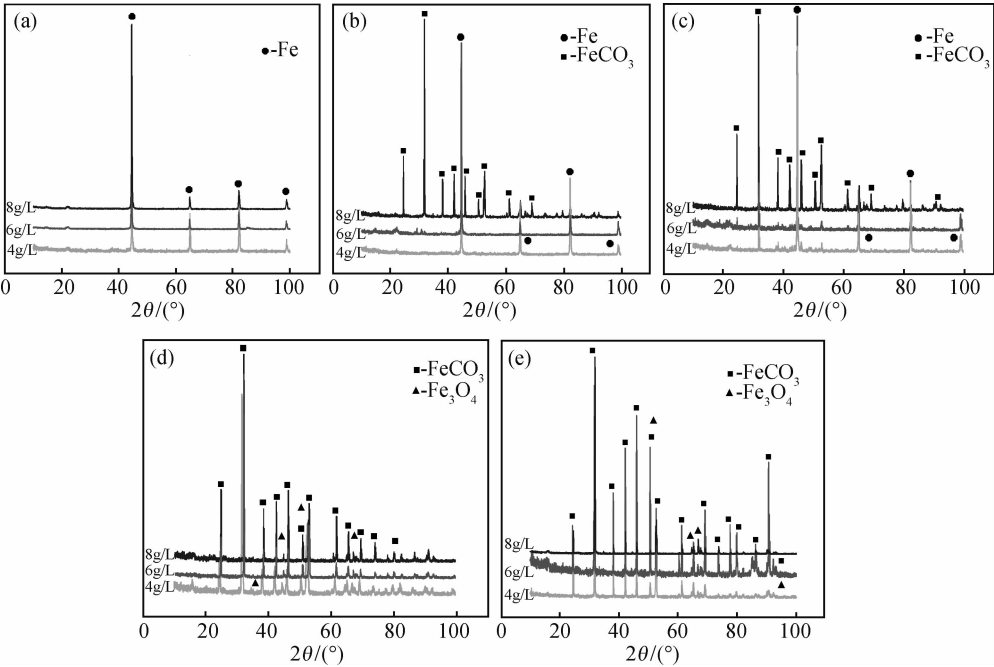 (a)
●-Fe
8g/L
6g/L
4g/L
0 20 40 60 80 100
2θ/(°)
(b)
●-Fe
■-FeCO₃
8g/L
6g/L
4g/L
0 20 40 60 80 100
2θ/(°)
(c)
●-Fe
■-FeCO₃
8g/L
6g/L
4g/L
0 20 40 60 80 100
2θ/(°)
(d)
■-FeCO₃
▲-Fe₃O₄
8g/L
6g/L
4g/L
0 20 40 60 80 100
2θ/(°)
(e)
■-FeCO₃
▲-Fe₃O₄
8g/L
6g/L
4g/L
0 20 40 60 80 100
2θ/(°)